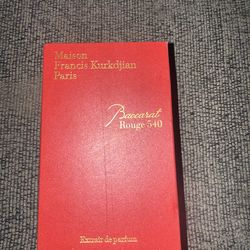 Maison
Francis Kurkdjian
Paris
Baccarat
Rouge 540
Extrait de parfum